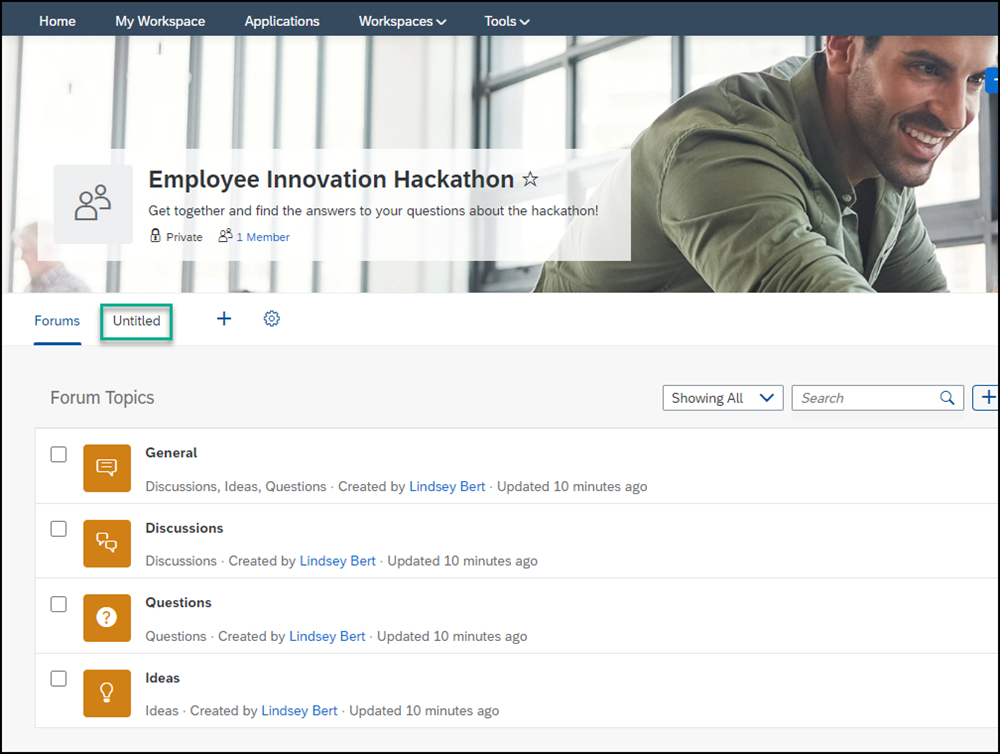 Home My Workspace Applications Workspaces Tools
Employee Innovation Hackathon
Get together and find the answers to your questions about the hackathon!
Private 1 Member
Forums Untitled
Forum Topics Showing All Search
General
Discussions, Ideas, Questions · Created by Lindsey Bert · Updated 10 minutes ago
Discussions
Discussions · Created by Lindsey Bert · Updated 10 minutes ago
Questions
Questions · Created by Lindsey Bert · Updated 10 minutes ago
Ideas
Ideas · Created by Lindsey Bert · Updated 10 minutes ago